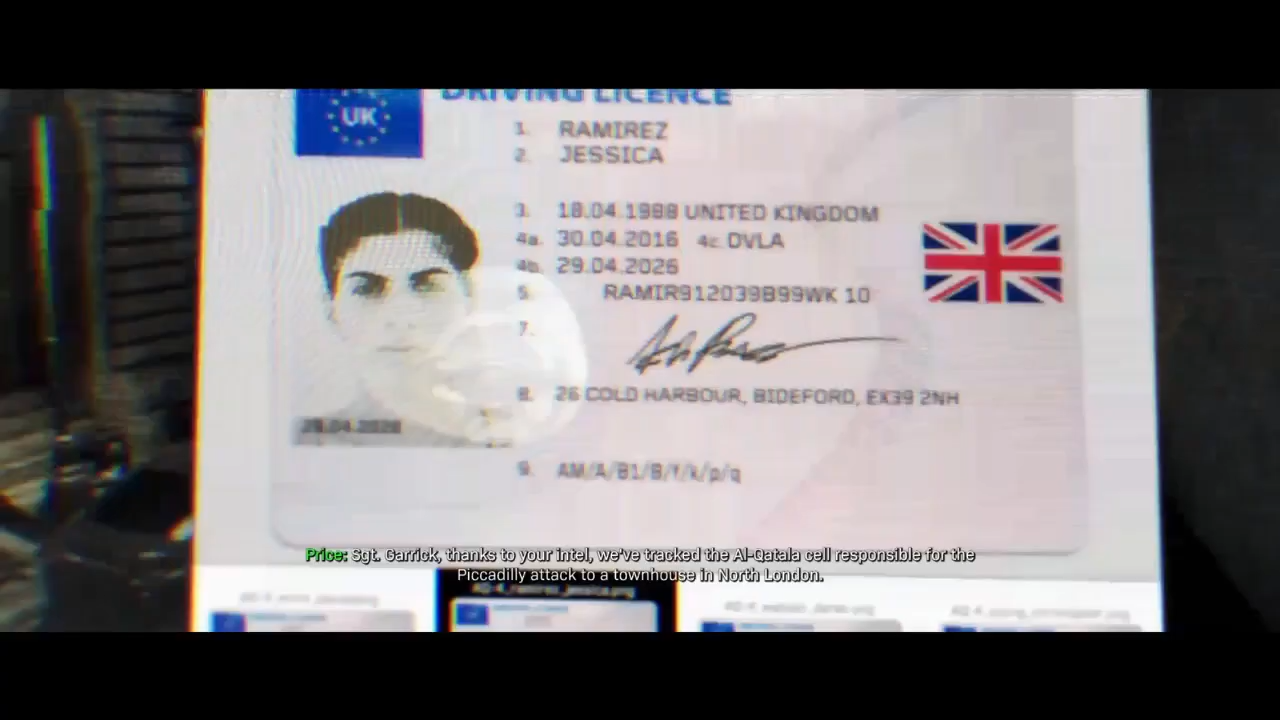 DRIVING LICENCE
UK
1. RAMIREZ
2. JESSICA
3. 18.04.1988 UNITED KINGDOM
4a. 30.04.2016 4c. DVLA
4b. 29.04.2026
5. RAMIR912039B99WK 10
7.
8. 26 COLD HARBOUR, BIDEFORD, EX39 2NH
29.04.2026
9. AM/A/B1/B/f/k/p/q
Price: Sgt. Garrick, thanks to your intel, we've tracked the Al-Qatala cell responsible for the
Piccadilly attack to a townhouse in North London.